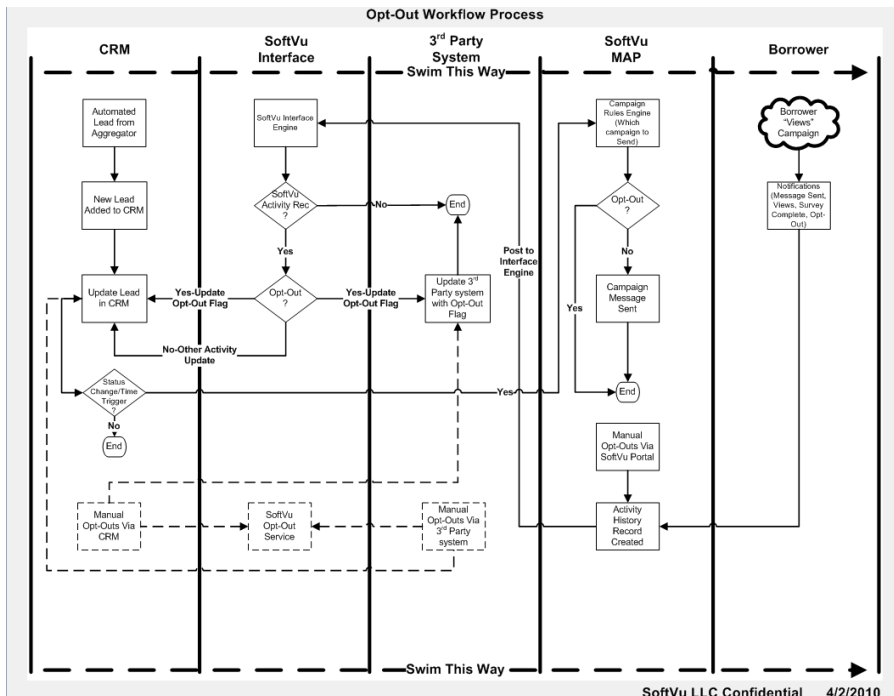 Opt-Out Workflow Process
CRM
SoftVu
Interface
3rd Party
System
SoftVu
MAP
Borrower
Swim This Way
Automated
Lead from
Aggregator
New Lead
Added to CRM
Update Lead
in CRM
Status
Change/Time
Trigger
?
No
End
Manual
Opt-Outs Via
CRM
SoftVu Interface
Engine
SoftVu
Activity Rec
?
No
Yes
Opt-Out
?
Yes-Update
Opt-Out Flag
Yes-Update
Opt-Out Flag
No-Other Activity
Update
SoftVu
Opt-Out
Service
End
Update 3rd
Party system
with Opt-Out
Flag
Manual
Opt-Outs Via
3rd Party
system
Post to
Interface
Engine
Yes
Campaign
Rules Engine
(Which
campaign to
Send)
Opt-Out
?
No
Yes
Campaign
Message
Sent
End
Manual
Opt-Outs Via
SoftVu Portal
Activity
History
Record
Created
Borrower
"Views"
Campaign
Notifications
(Message Sent,
Views, Survey
Complete, Opt-
Out)
Swim This Way
SoftVu LLC Confidential 4/2/2010